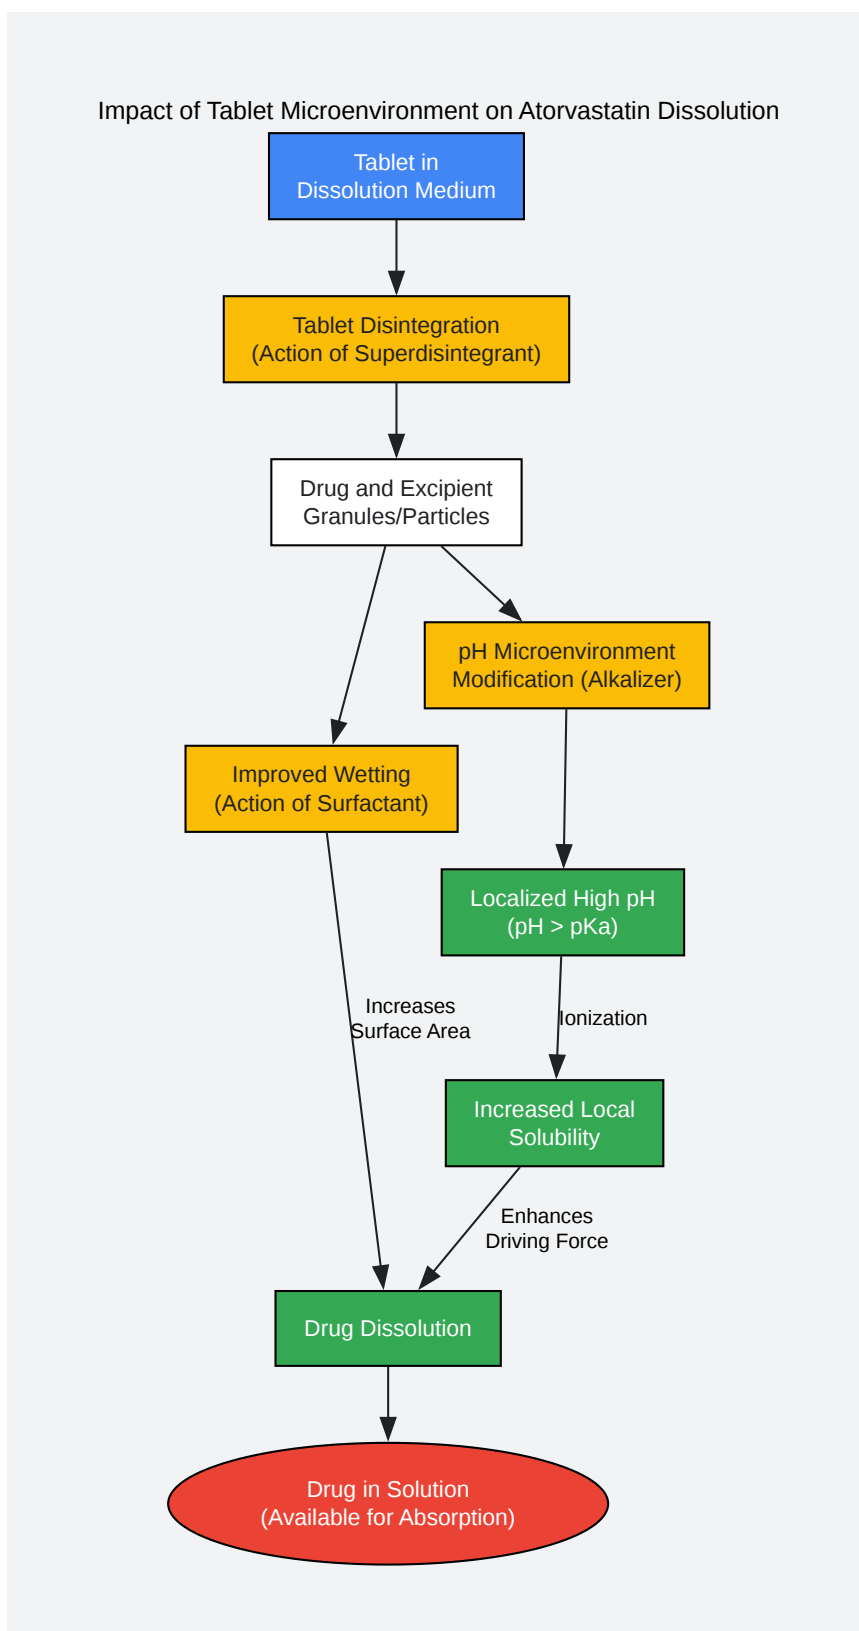 Impact of Tablet Microenvironment on Atorvastatin Dissolution
Tablet in
Dissolution Medium
Tablet Disintegration
(Action of Superdisintegrant)
Drug and Excipient
Granules/Particles
pH Microenvironment
Modification (Alkalizer)
Improved Wetting
(Action of Surfactant)
Localized High pH
(pH > pKa)
Increases
Surface Area
Ionization
Increased Local
Solubility
Enhances
Driving Force
Drug Dissolution
Drug in Solution
(Available for Absorption)